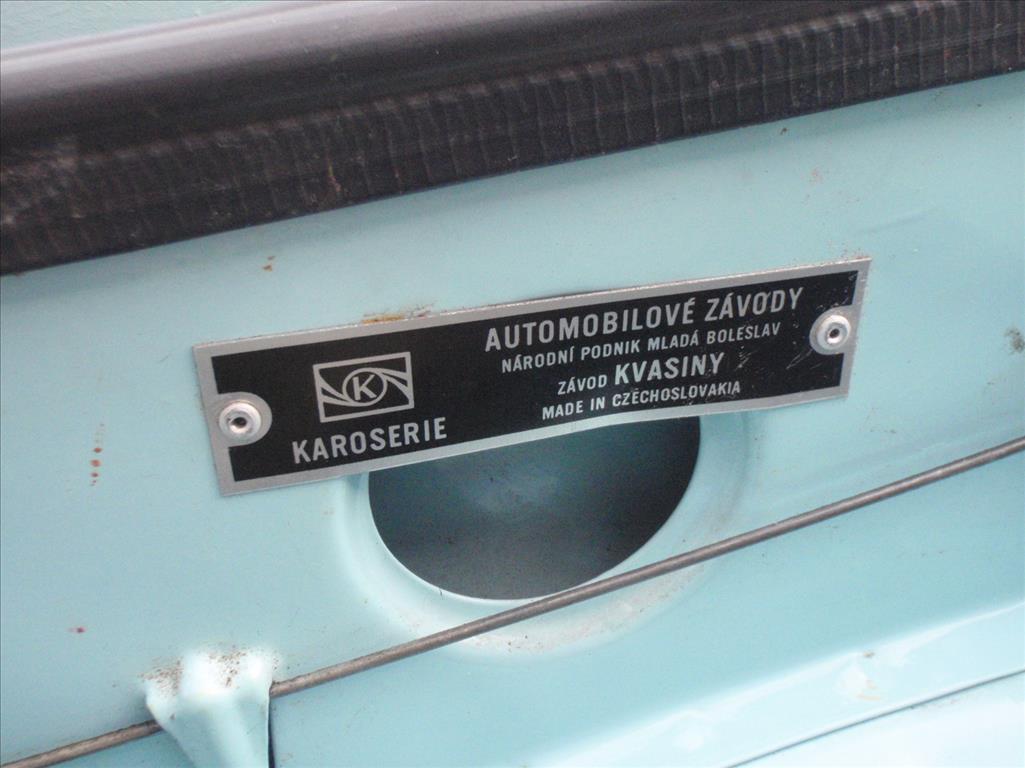 K
KAROSERIE
AUTOMOBILOVÉ ZÁVODY
NÁRODNÍ PODNIK MLADÁ BOLESLAV
ZÁVOD KVASINY
MADE IN CZECHOSLOVAKIA